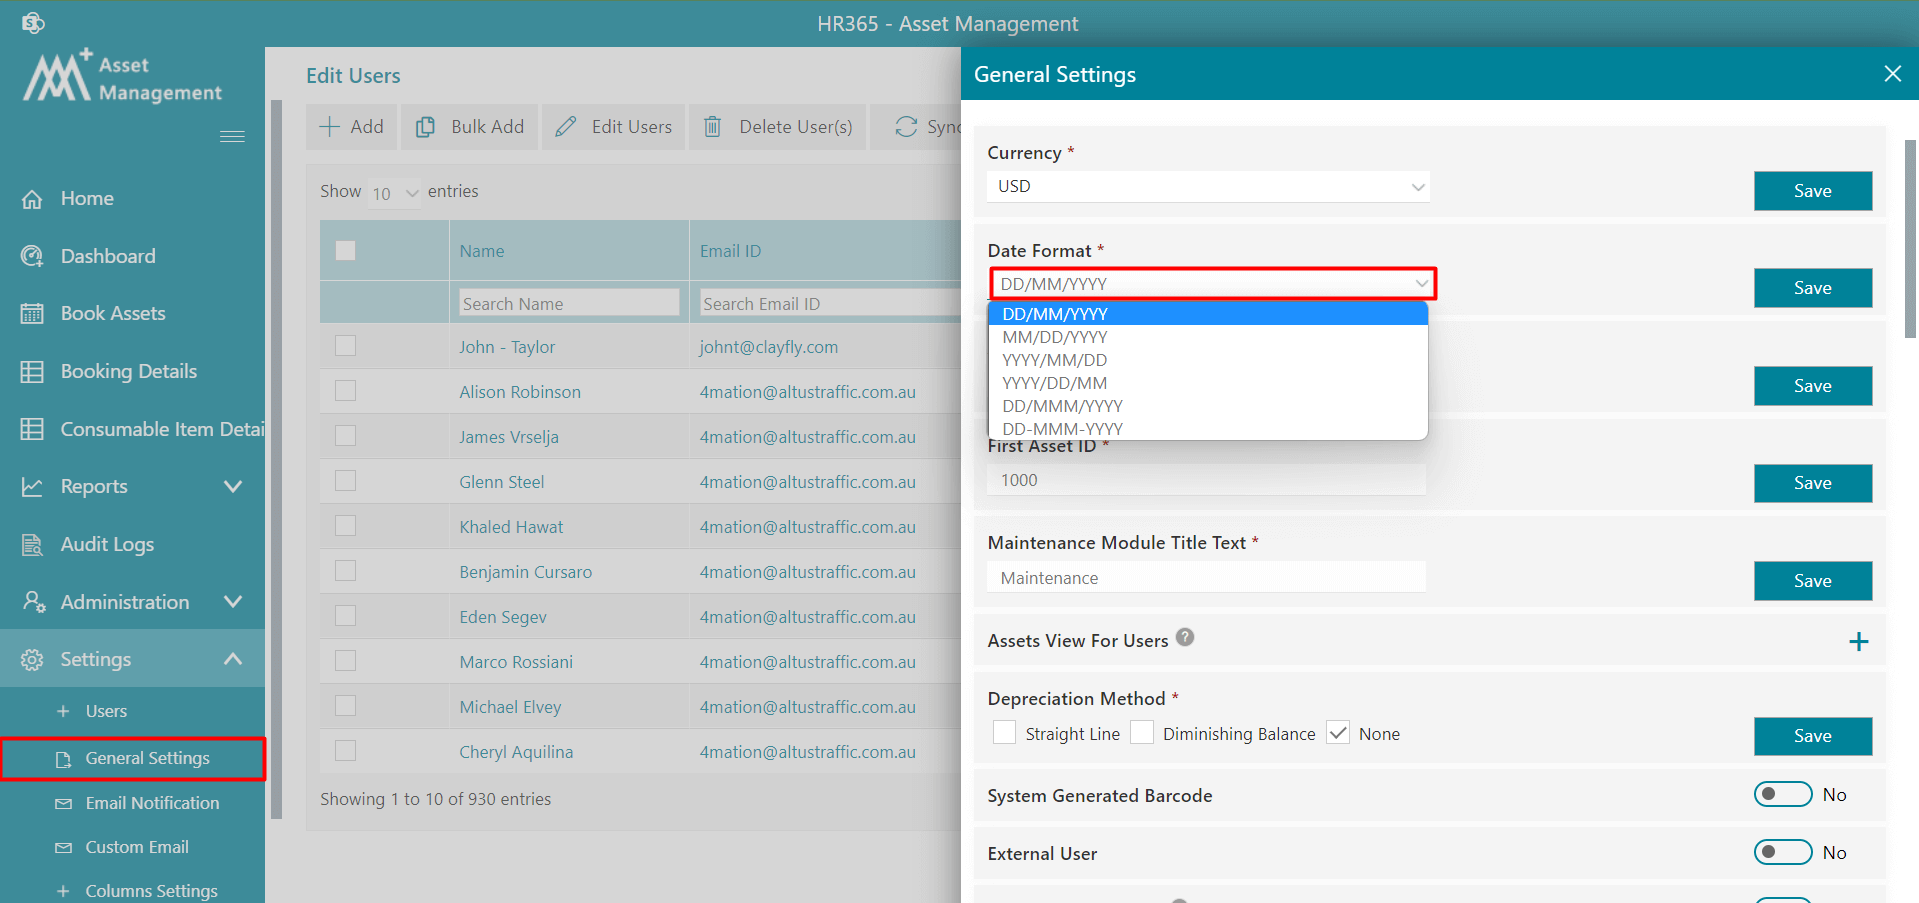 HR365 - Asset Management
Asset
Management
Home
Dashboard
Book Assets
Booking Details
Consumable Item Detai
Reports
Audit Logs
Administration
Settings
Users
General Settings
Email Notification
Custom Email
Columns Settings
Edit Users
Add
Bulk Add
Edit Users
Delete User(s)
Sync
Show 10 entries
Name Email ID
Search Name Search Email ID
John - Taylor johnt@clayfly.com
Alison Robinson 4mation@altustraffic.com.au
James Vrselja 4mation@altustraffic.com.au
Glenn Steel 4mation@altustraffic.com.au
Khaled Hawat 4mation@altustraffic.com.au
Benjamin Cursaro 4mation@altustraffic.com.au
Eden Segev 4mation@altustraffic.com.au
Marco Rossiani 4mation@altustraffic.com.au
Michael Elvey 4mation@altustraffic.com.au
Cheryl Aquilina 4mation@altustraffic.com.au
Showing 1 to 10 of 930 entries
General Settings
Currency *
USD
Save
Date Format *
DD/MM/YYYY
Save
DD/MM/YYYY
MM/DD/YYYY
YYYY/MM/DD
YYYY/DD/MM
DD/MMM/YYYY
DD-MMM-YYYY
Save
First Asset ID *
1000
Save
Maintenance Module Title Text *
Maintenance
Save
Assets View For Users ?
Depreciation Method *
Straight Line Diminishing Balance None
Save
System Generated Barcode No
External User No